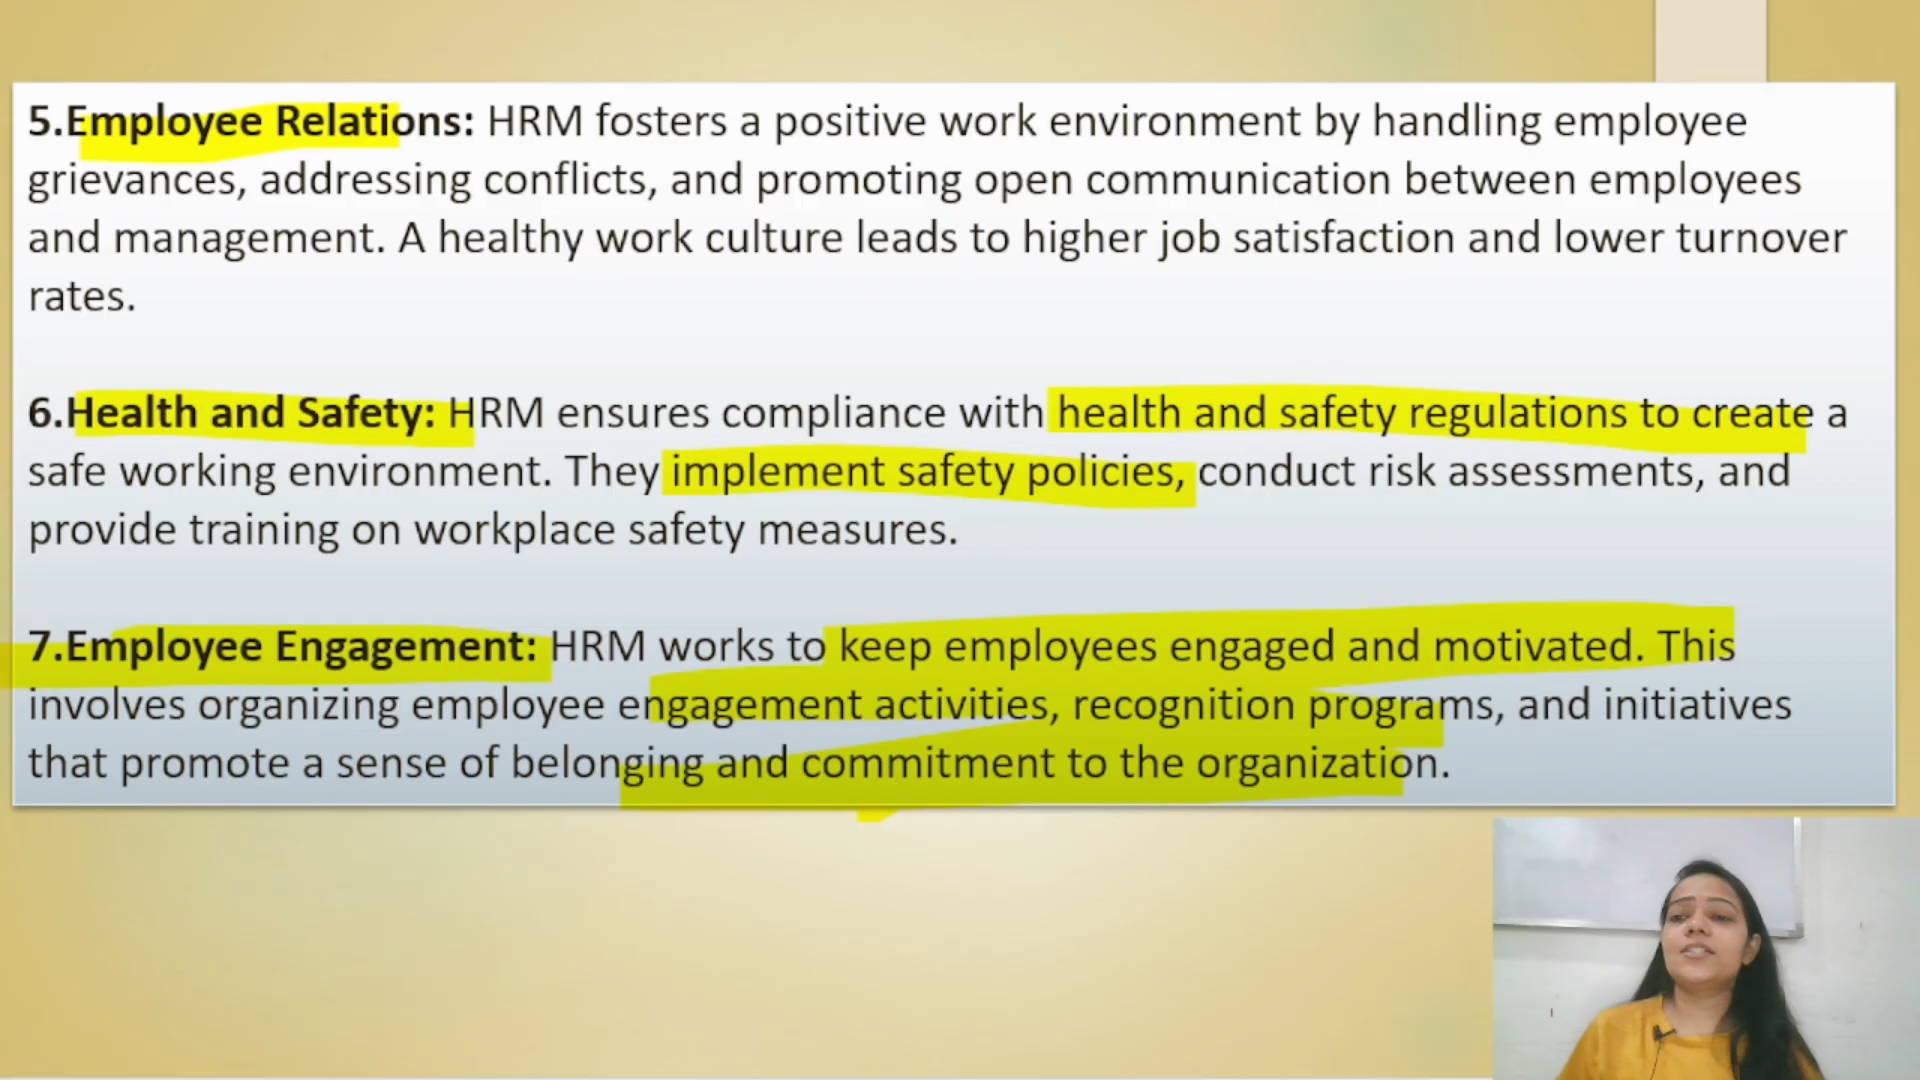 5.Employee Relations: HRM fosters a positive work environment by handling employee
grievances, addressing conflicts, and promoting open communication between employees
and management. A healthy work culture leads to higher job satisfaction and lower turnover
rates.
6.Health and Safety: HRM ensures compliance with health and safety regulations to create a
safe working environment. They implement safety policies, conduct risk assessments, and
provide training on workplace safety measures.
7.Employee Engagement: HRM works to keep employees engaged and motivated. This
involves organizing employee engagement activities, recognition programs, and initiatives
that promote a sense of belonging and commitment to the organization.